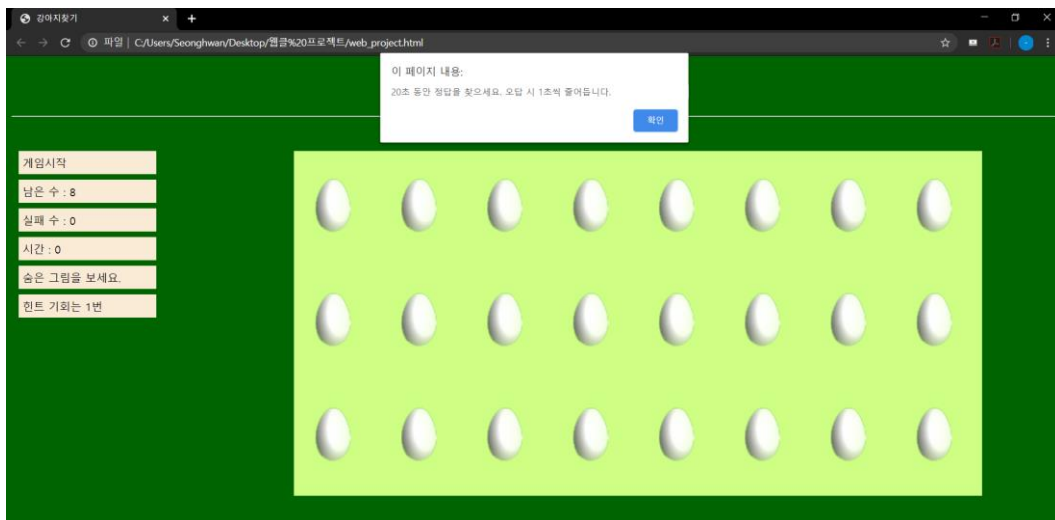 강아지찾기
파일 | C:/Users/Seonghwan/Desktop/웹클%20프로젝트/web_project.html
이 페이지 내용:
20초 동안 정답을 찾으세요. 오답 시 1초씩 줄어듭니다.
확인
게임시작
남은 수 : 8
실패 수 : 0
시간 : 0
숨은 그림을 보세요.
힌트 기회는 1번